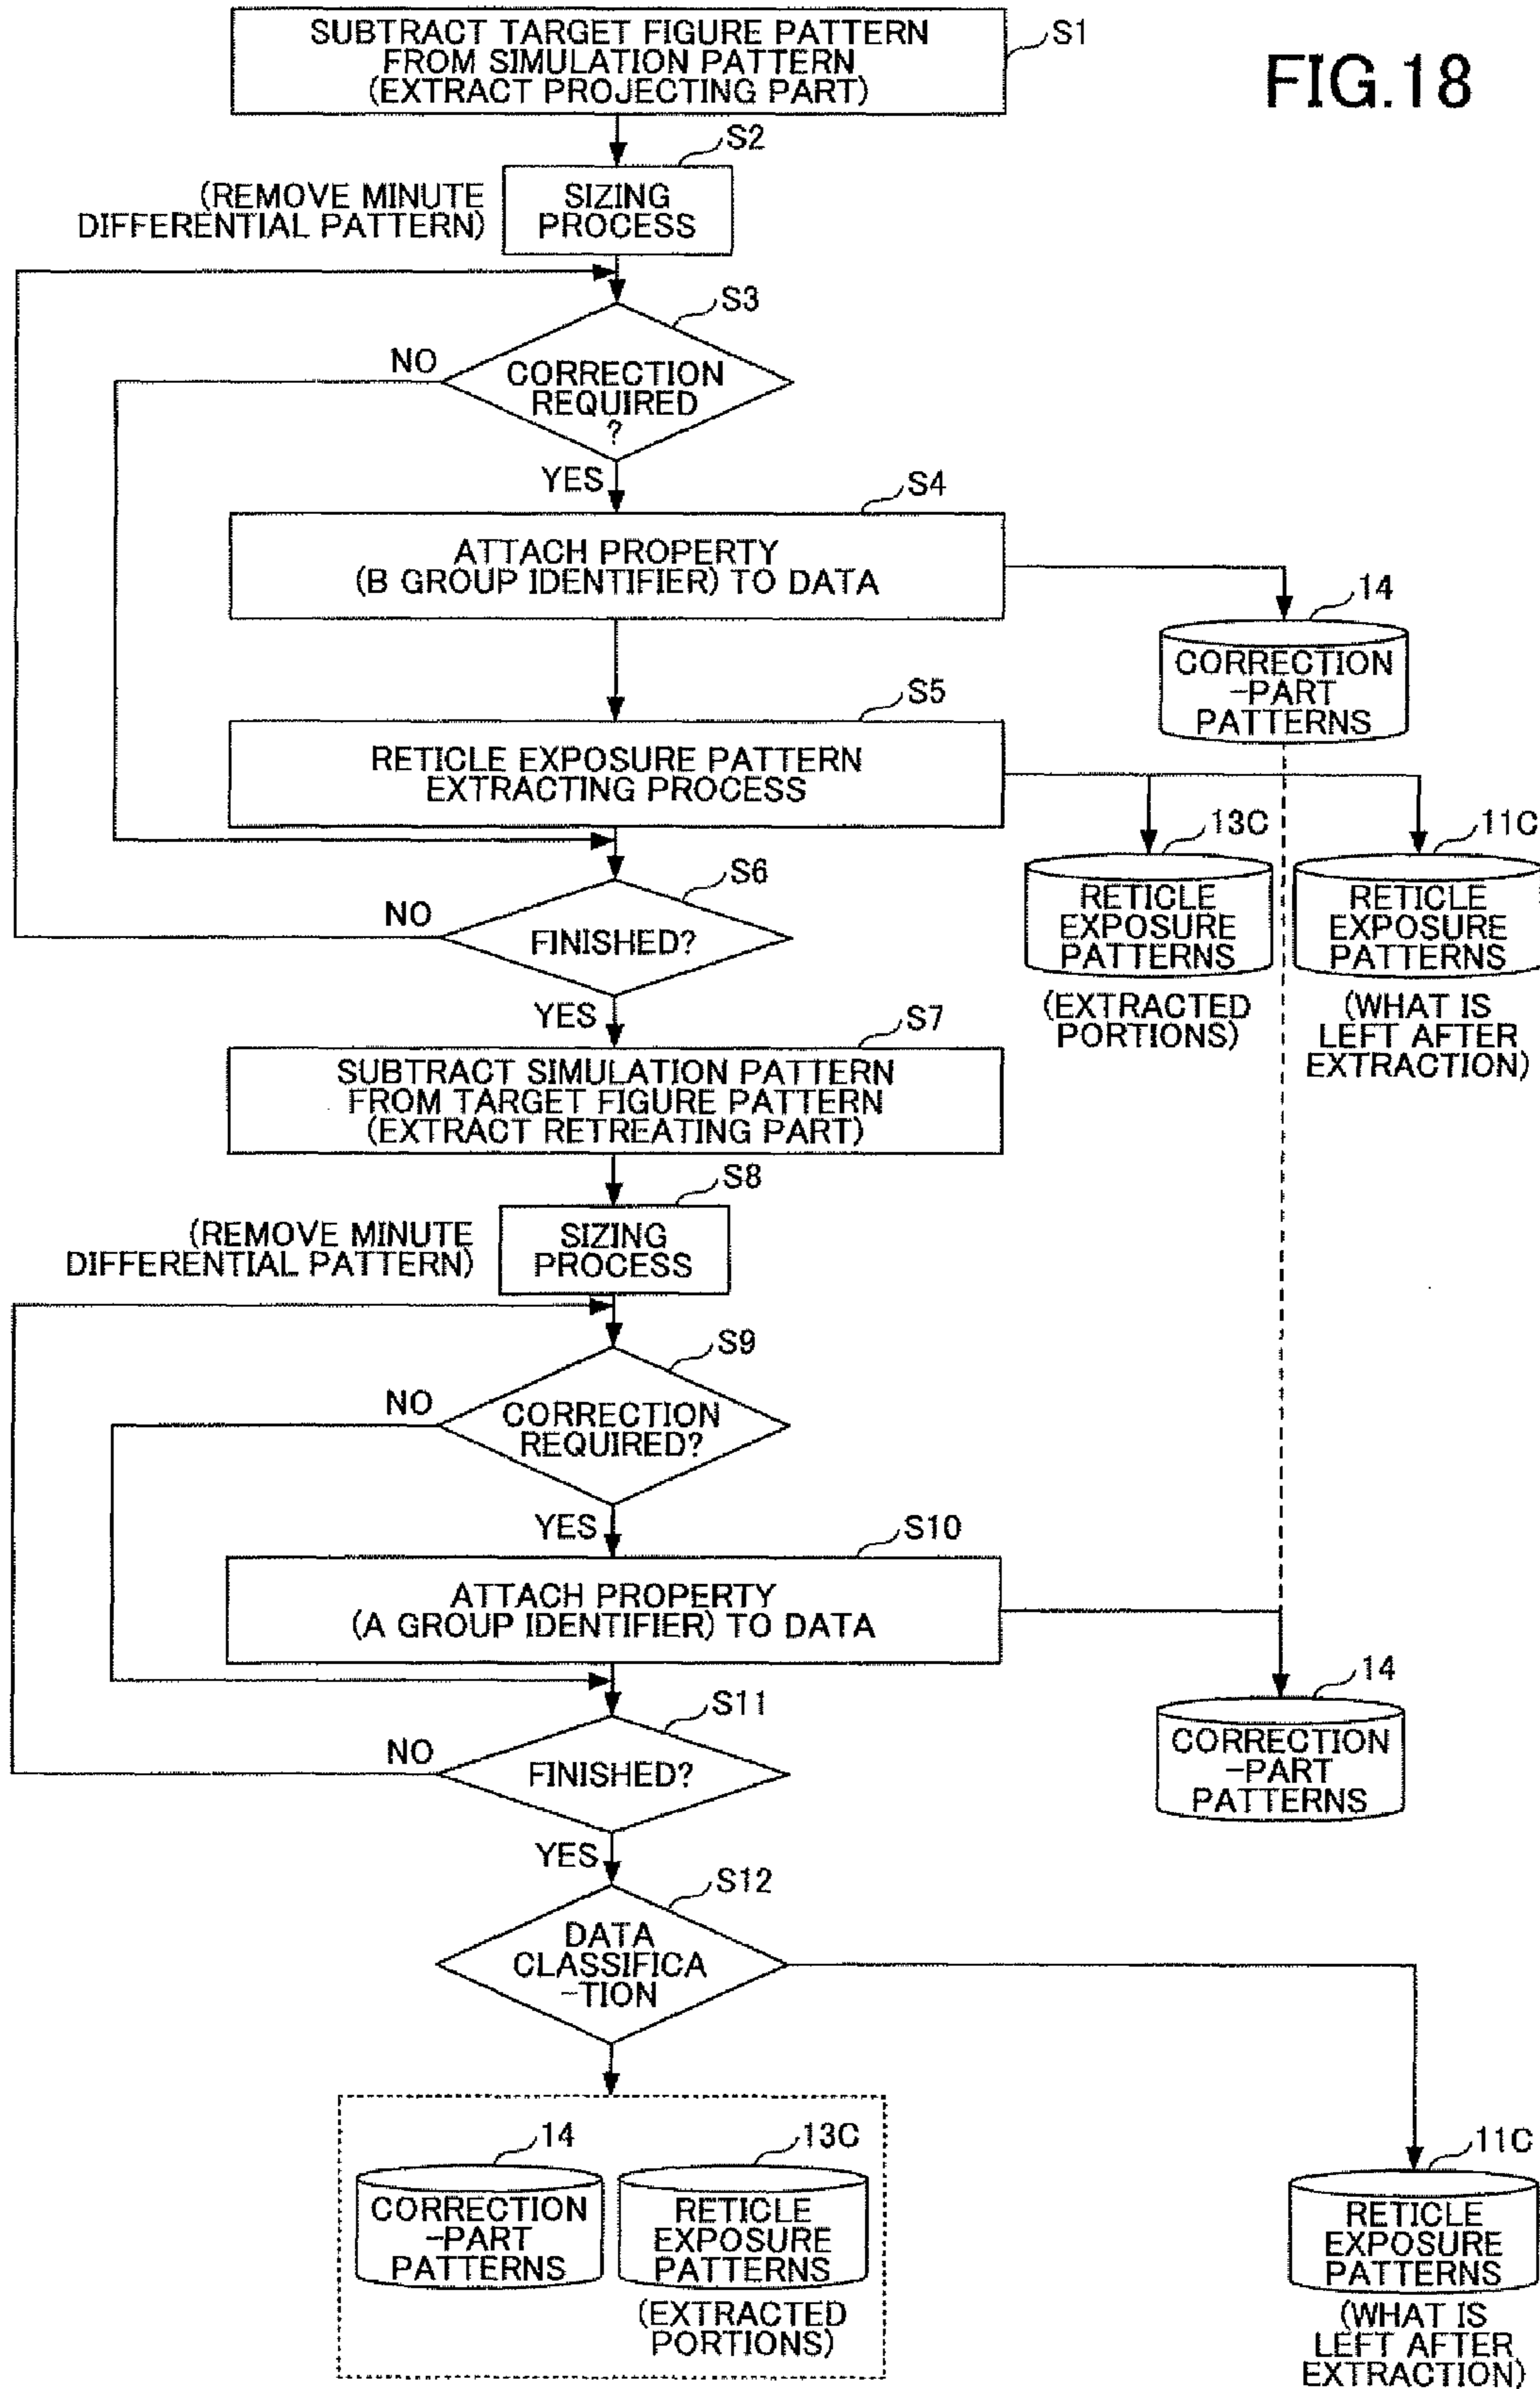 FIG.18
SUBTRACT TARGET FIGURE PATTERN
FROM SIMULATION PATTERN
(EXTRACT PROJECTING PART)
S1
S2
(REMOVE MINUTE
DIFFERENTIAL PATTERN)
SIZING
PROCESS
S3
NO
CORRECTION
REQUIRED
?
YES
S4
ATTACH PROPERTY
(B GROUP IDENTIFIER) TO DATA
14
CORRECTION
-PART
PATTERNS
S5
RETICLE EXPOSURE PATTERN
EXTRACTING PROCESS
13C
RETICLE
EXPOSURE
PATTERNS
(EXTRACTED
PORTIONS)
11C
RETICLE
EXPOSURE
PATTERNS
(WHAT IS
LEFT AFTER
EXTRACTION)
S6
NO
FINISHED?
YES
S7
SUBTRACT SIMULATION PATTERN
FROM TARGET FIGURE PATTERN
(EXTRACT RETREATING PART)
S8
(REMOVE MINUTE
DIFFERENTIAL PATTERN)
SIZING
PROCESS
S9
NO
CORRECTION
REQUIRED?
YES
S10
ATTACH PROPERTY
(A GROUP IDENTIFIER) TO DATA
14
CORRECTION
-PART
PATTERNS
S11
NO
FINISHED?
YES
S12
DATA
CLASSIFICA
-TION
14
CORRECTION
-PART
PATTERNS
13C
RETICLE
EXPOSURE
PATTERNS
(EXTRACTED
PORTIONS)
11C
RETICLE
EXPOSURE
PATTERNS
(WHAT IS
LEFT AFTER
EXTRACTION)